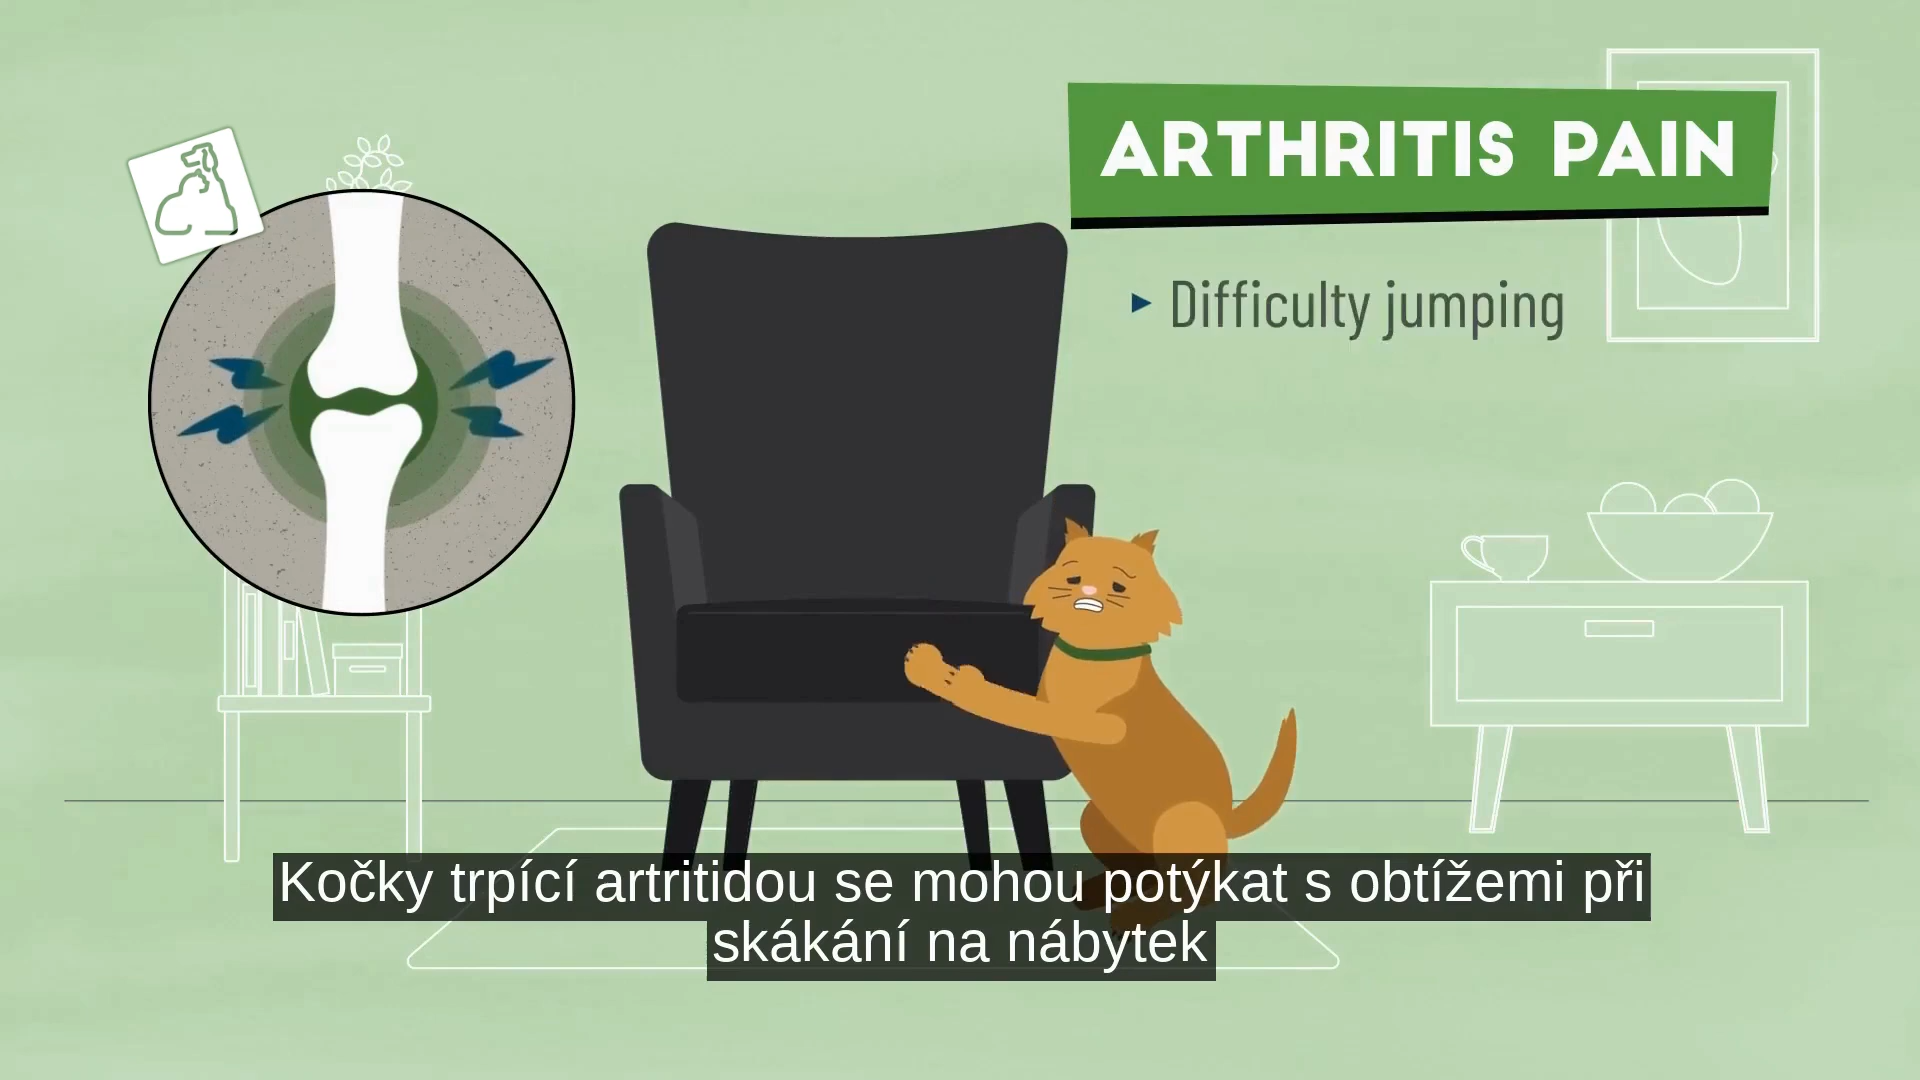 ARTHRITIS PAIN
Difficulty jumping
Kočky trpící artritidou se mohou potýkat s obtížemi při
skákání na nábytek